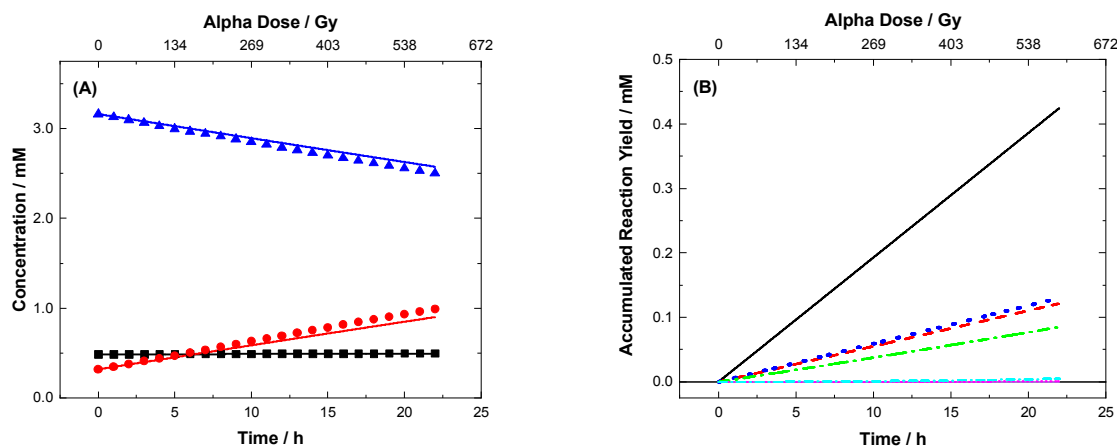 Alpha Dose / Gy
0 134 269 403 538 672
(A)
3.0
2.0
1.0
0.0
Concentration / mM
0 5 10 15 20 25
Time / h
Alpha Dose / Gy
0 134 269 403 538 672
(B)
0.5
0.4
0.3
0.2
0.1
0.0
Accumulated Reaction Yield / mM
0 5 10 15 20 25
Time / h